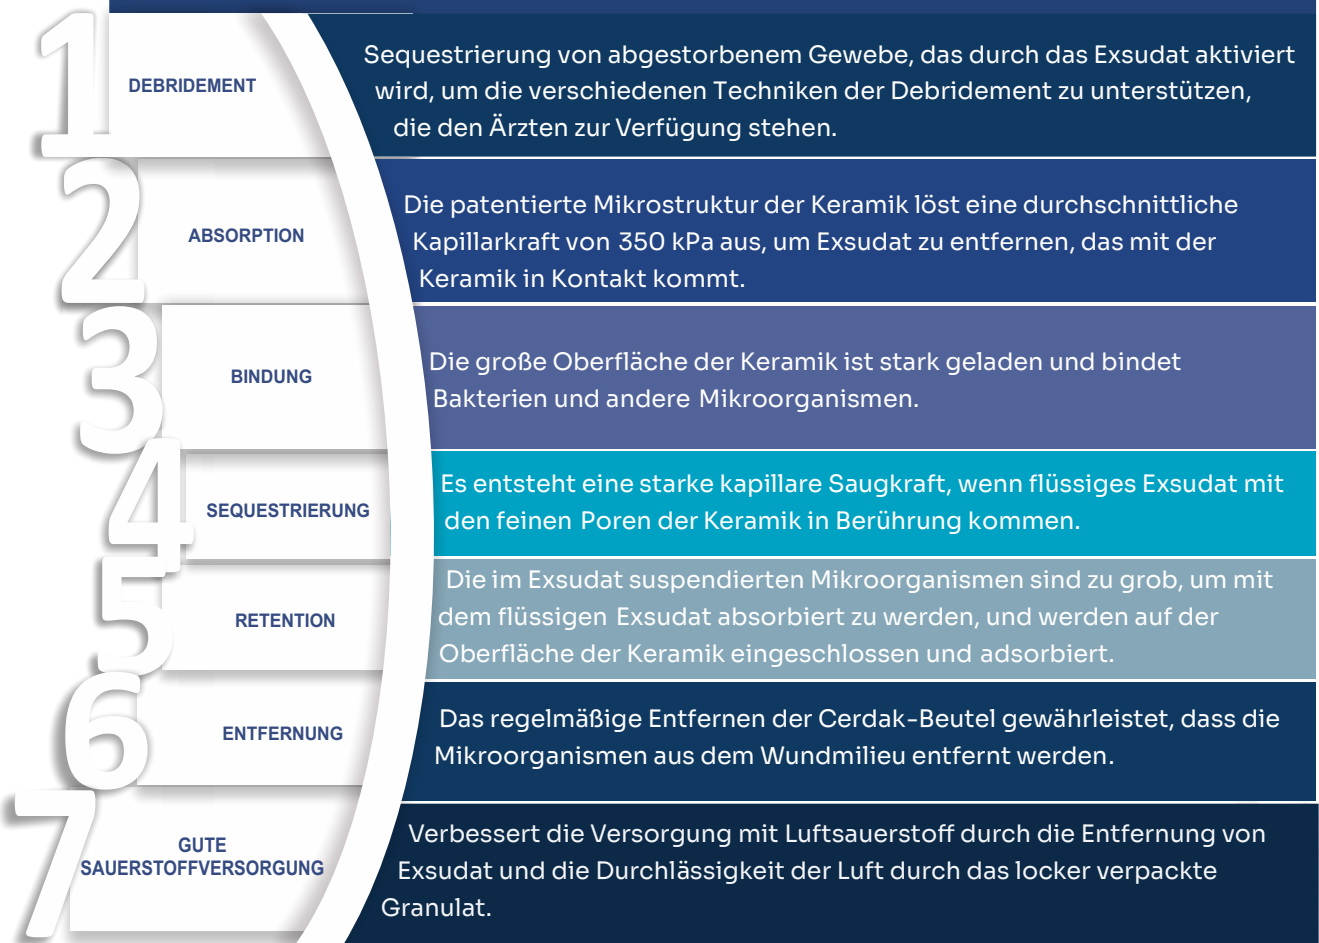 1
DEBRIDEMENT
Sequestrierung von abgestorbenem Gewebe, das durch das Exsudat aktiviert
wird, um die verschiedenen Techniken der Debridement zu unterstützen,
die den Ärzten zur Verfügung stehen.
2
ABSORPTION
Die patentierte Mikrostruktur der Keramik löst eine durchschnittliche
Kapillarkraft von 350 kPa aus, um Exsudat zu entfernen, das mit der
Keramik in Kontakt kommt.
3
BINDUNG
Die große Oberfläche der Keramik ist stark geladen und bindet
Bakterien und andere Mikroorganismen.
4
SEQUESTRIERUNG
Es entsteht eine starke kapillare Saugkraft, wenn flüssiges Exsudat mit
den feinen Poren der Keramik in Berührung kommen.
5
RETENTION
Die im Exsudat suspendierten Mikroorganismen sind zu grob, um mit
dem flüssigen Exsudat absorbiert zu werden, und werden auf der
Oberfläche der Keramik eingeschlossen und adsorbiert.
6
ENTFERNUNG
Das regelmäßige Entfernen der Cerdak-Beutel gewährleistet, dass die
Mikroorganismen aus dem Wundmilieu entfernt werden.
7
GUTE
SAUERSTOFFVERSORGUNG
Verbessert die Versorgung mit Luftsauerstoff durch die Entfernung von
Exsudat und die Durchlässigkeit der Luft durch das locker verpackte
Granulat.